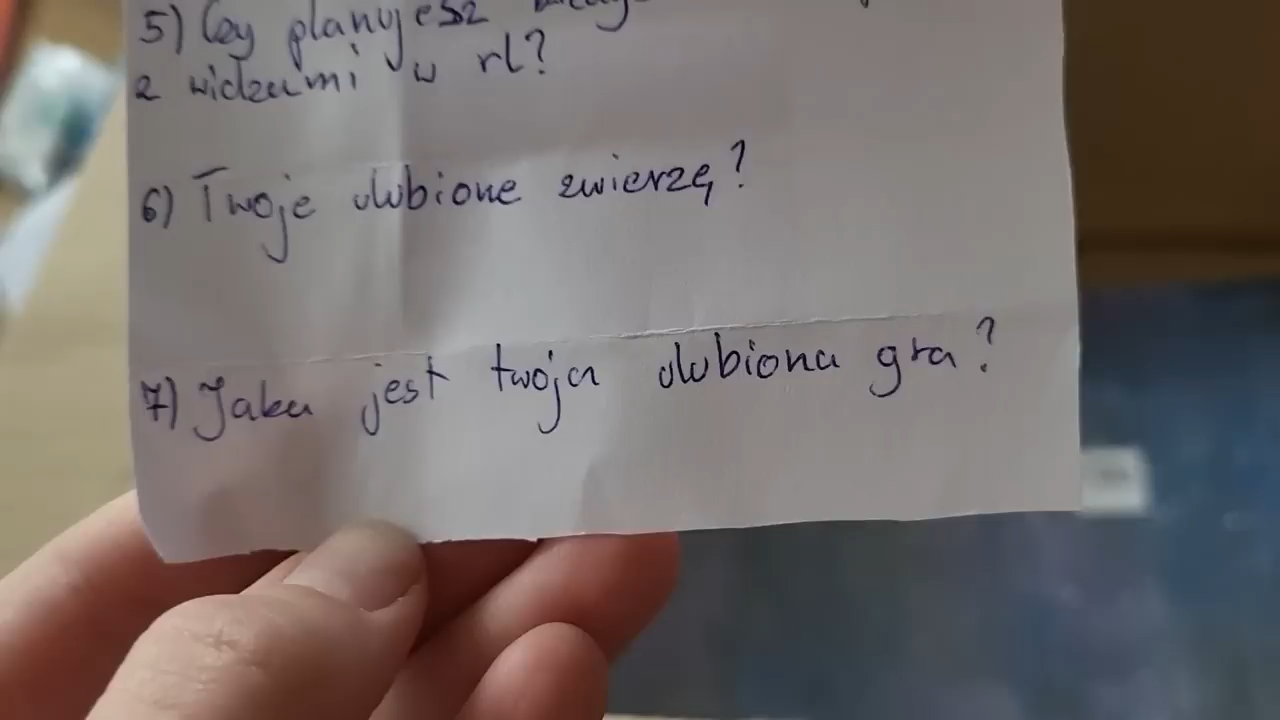 5) Czy planujesz
z widzami w rl?
6) Twoje ulubione zwierzę?
7) Jaka jest twoja ulubiona gra?